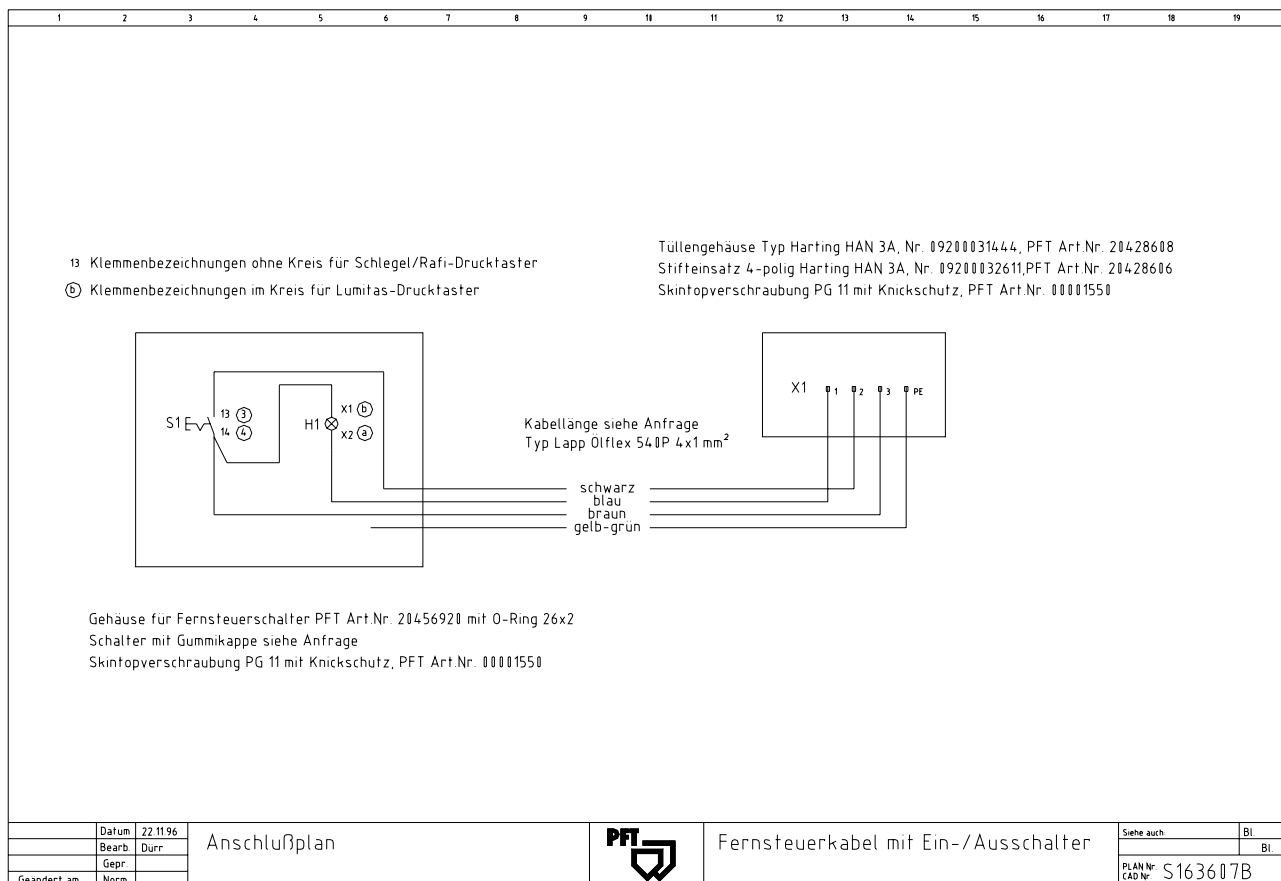 1 2 3 4 5 6 7 8 9 10 11 12 13 14 15 16 17 18 19
13 Klemmenbezeichnungen ohne Kreis für Schlegel/Rafi-Drucktaster
b Klemmenbezeichnungen im Kreis für Lumitas-Drucktaster
Tüllengehäuse Typ Harting HAN 3A, Nr. 09200031444, PFT Art.Nr. 20428608
Stifteinsatz 4-polig Harting HAN 3A, Nr. 09200032611,PFT Art.Nr. 20428606
Skintopverschraubung PG 11 mit Knickschutz, PFT Art.Nr. 00001550
S1
13 3
14 4
H1
X1 b
X2 a
X1 1 2 3 PE
Kabellänge siehe Anfrage
Typ Lapp Ölflex 540P 4x1 mm²
schwarz
blau
braun
gelb-grün
Gehäuse für Fernsteuerschalter PFT Art.Nr. 20456920 mit O-Ring 26x2
Schalter mit Gummikappe siehe Anfrage
Skintopverschraubung PG 11 mit Knickschutz, PFT Art.Nr. 00001550
Datum 22.11.96
Bearb. Dürr
Gepr.
Geändert am Norm
Anschlußplan
PFT
Fernsteuerkabel mit Ein-/Ausschalter
Siehe auch: Bl.
Bl.
PLAN Nr.
CAD Nr. S163607B